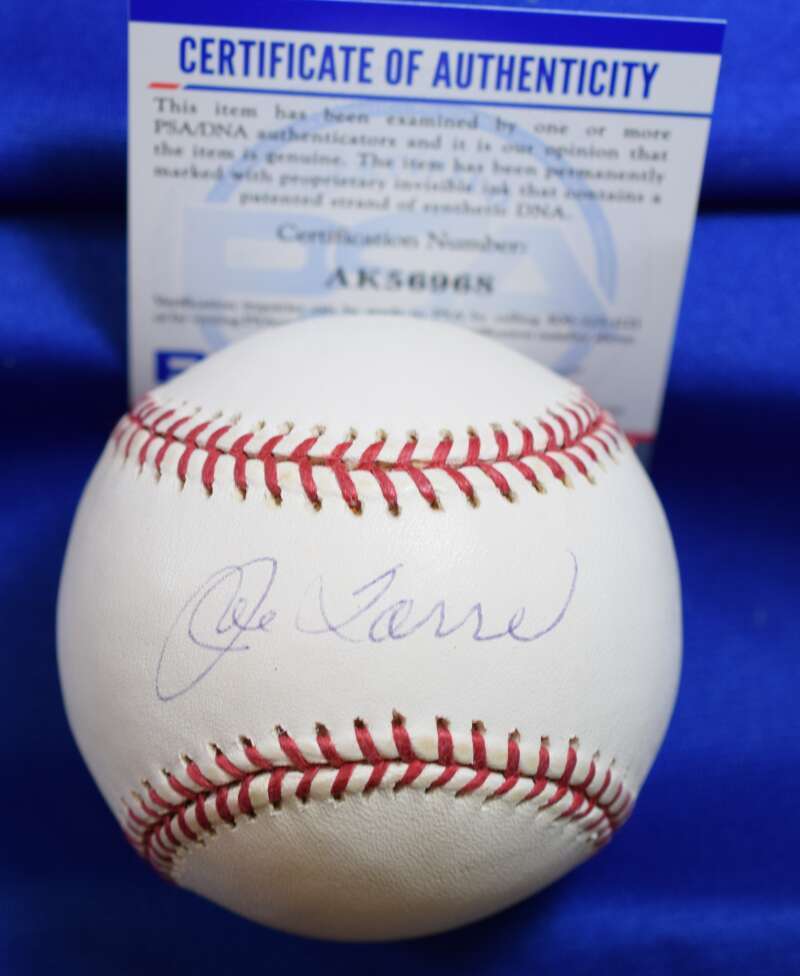 CERTIFICATE OF AUTHENTICITY
This item has been examined by one or more
PSA/DNA authenticators and it is our opinion that
the item is genuine. The item has been permanently
marked with proprietary invisible ink that contains a
patented strand of synthetic DNA.
Certification Number:
AK56968
PSA
Joe Torre